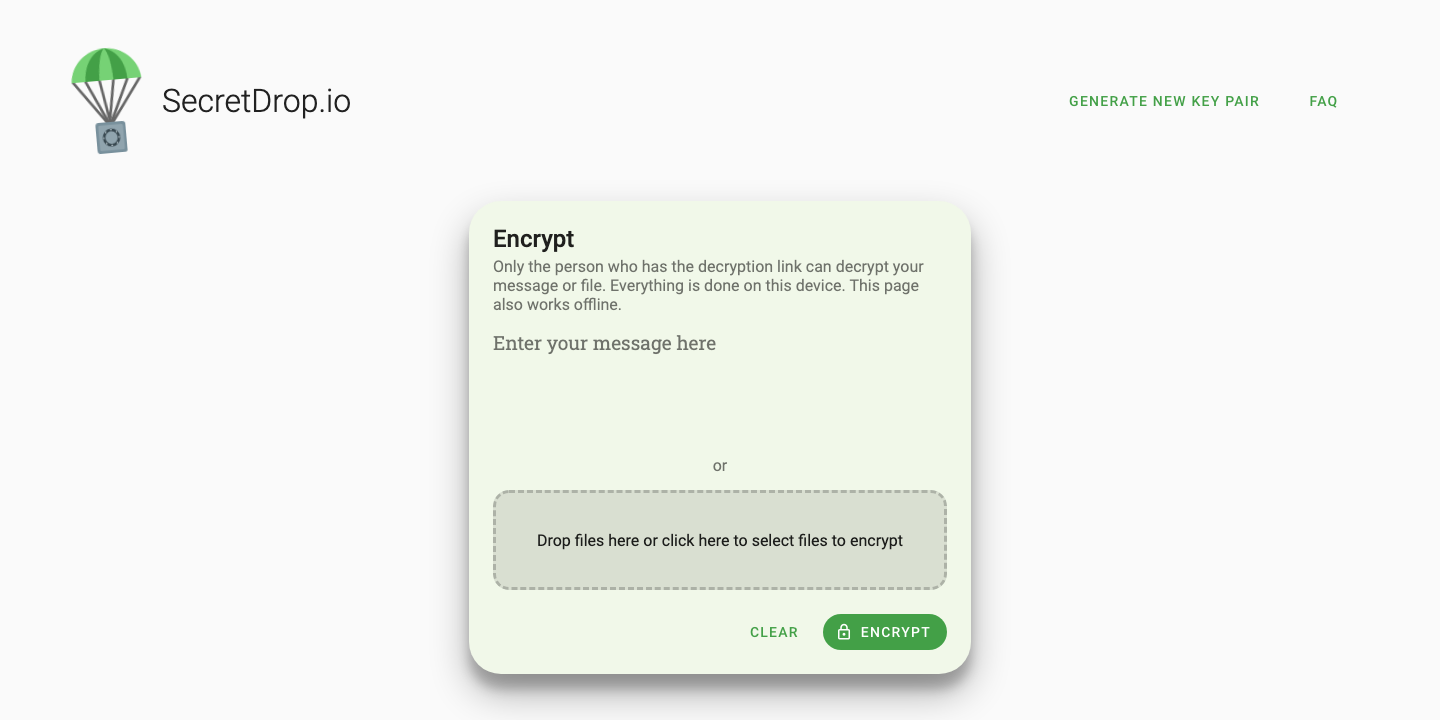 SecretDrop.io
GENERATE NEW KEY PAIR
FAQ
Encrypt
Only the person who has the decryption link can decrypt your
message or file. Everything is done on this device. This page
also works offline.
Enter your message here
or
Drop files here or click here to select files to encrypt
CLEAR
ENCRYPT